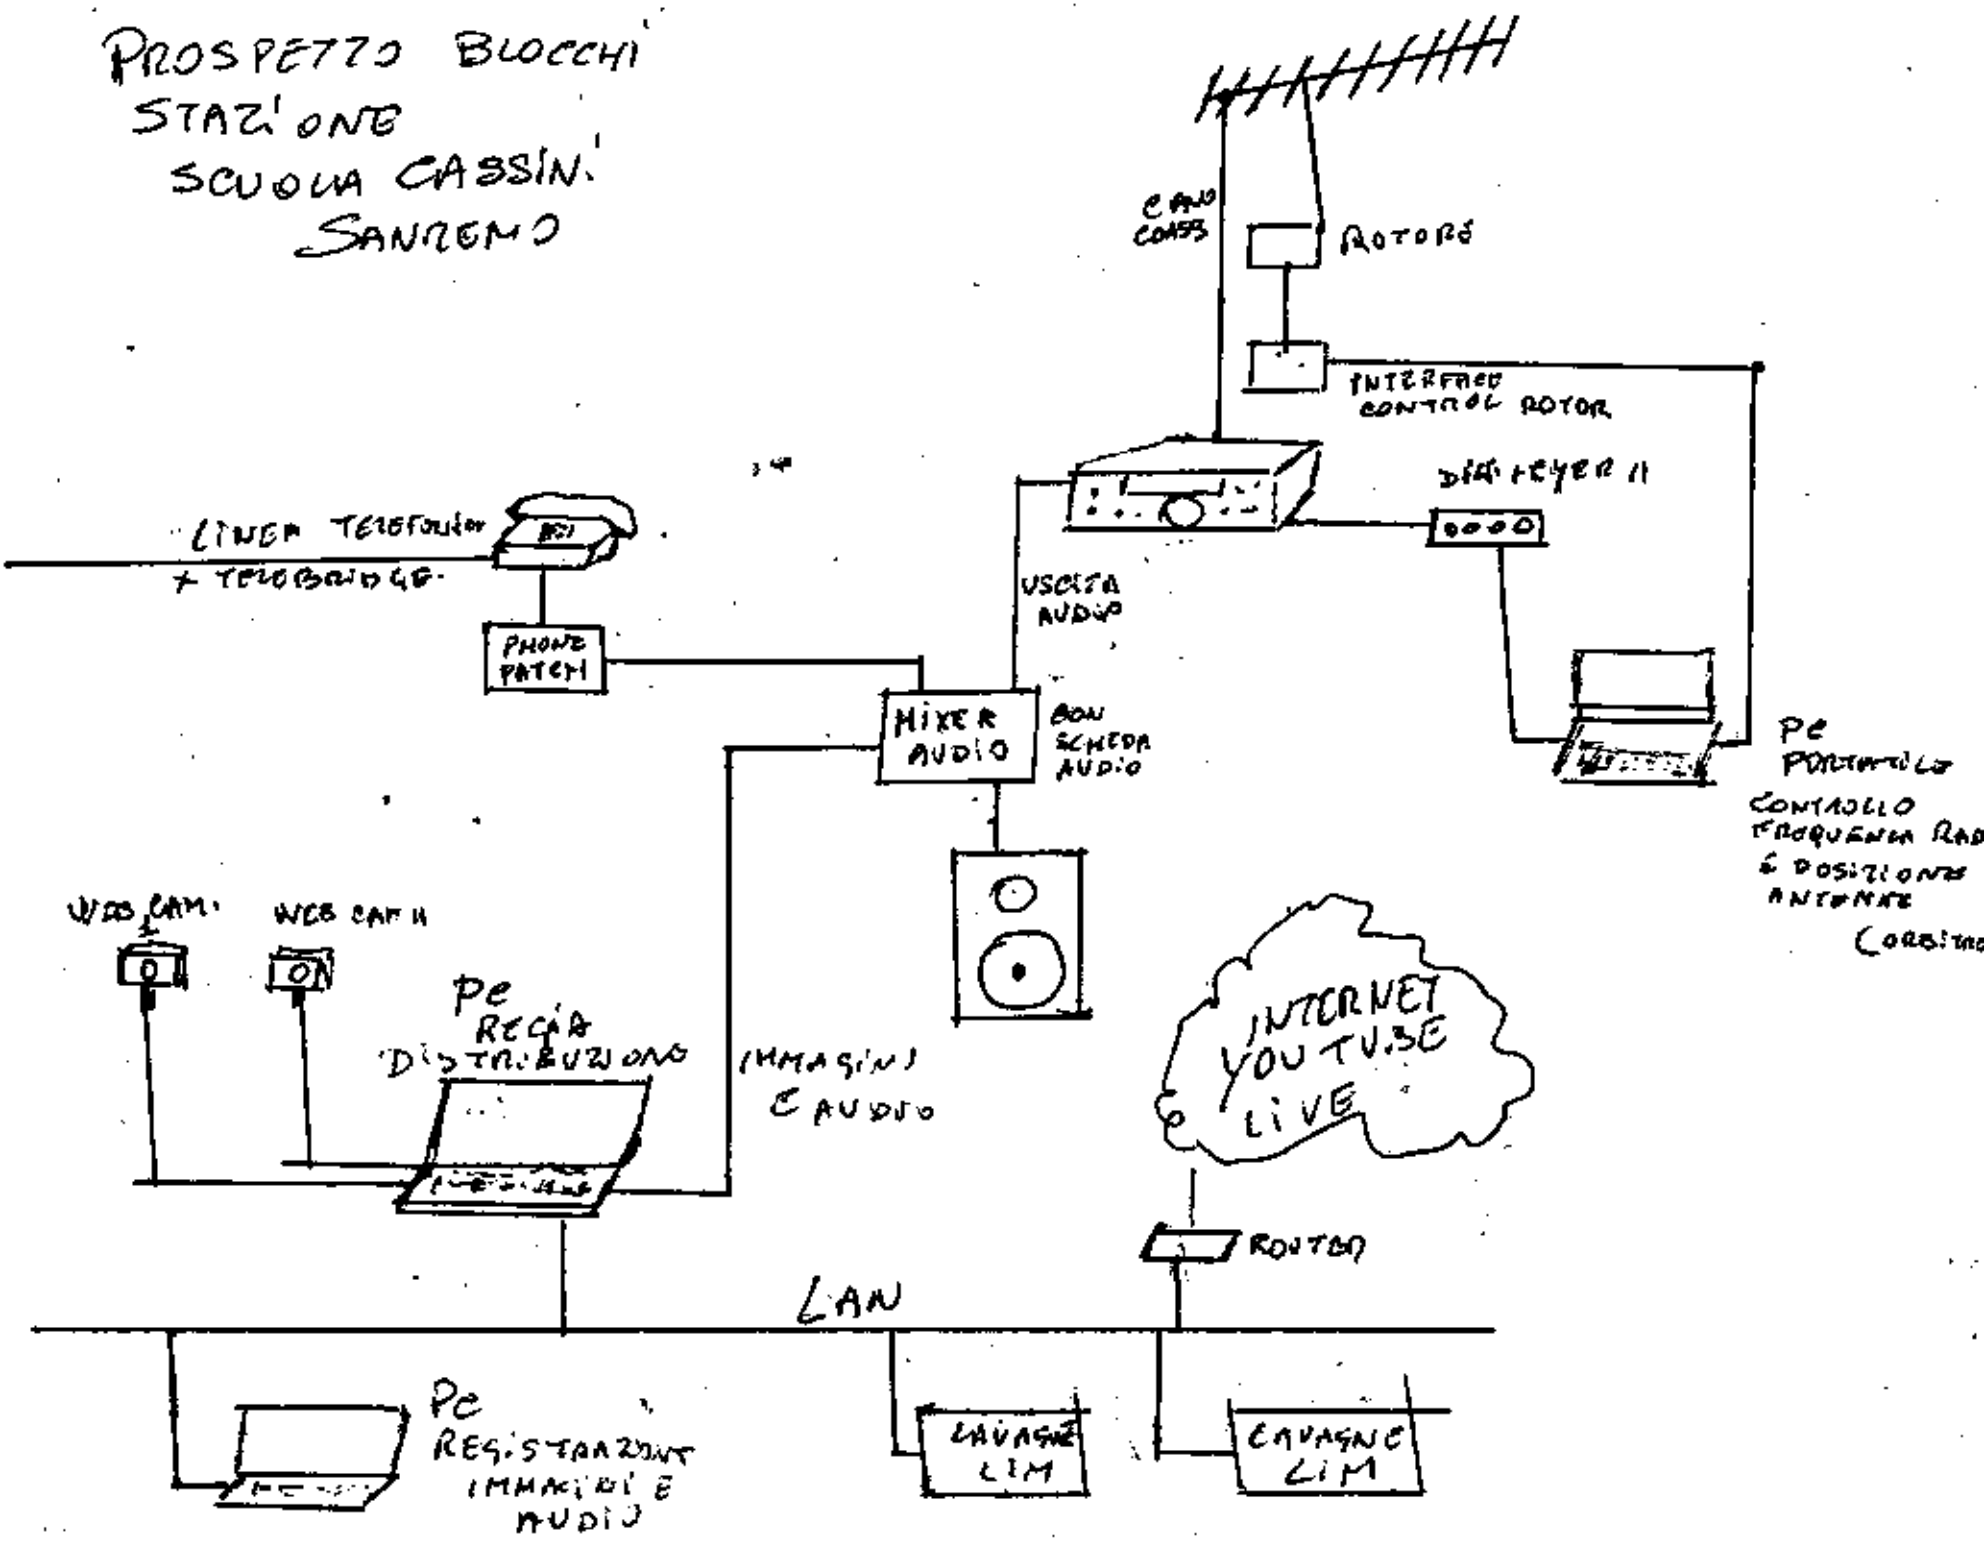 PROSPETTO BLOCCHI
STAZIONE
SCUOLA CASSINI
SANREMO
CAVO
COASS
ROTORE
INTERFACE
CONTROL ROTOR
LINEA
+ TELEBRIDGE
PHONE
PATCH
USCITA
AUDIO
MIXER
AUDIO
CON
SCHEDA
AUDIO
PC
PORTATILE
CONTROLLO
FREQUENZA RAD
E POSIZIONE
ANTENNE
WEB CAM
WEB CAM II
PC
REGIA
DISTRIBUZIONE
IMMAGINI
E AUDIO
INTERNET
YOUTUBE
LIVE
ROUTER
LAN
PC
REGISTRAZIONE
IMMAGINI E
AUDIO
LAVAGNE
LIM
LAVAGNE
LIM